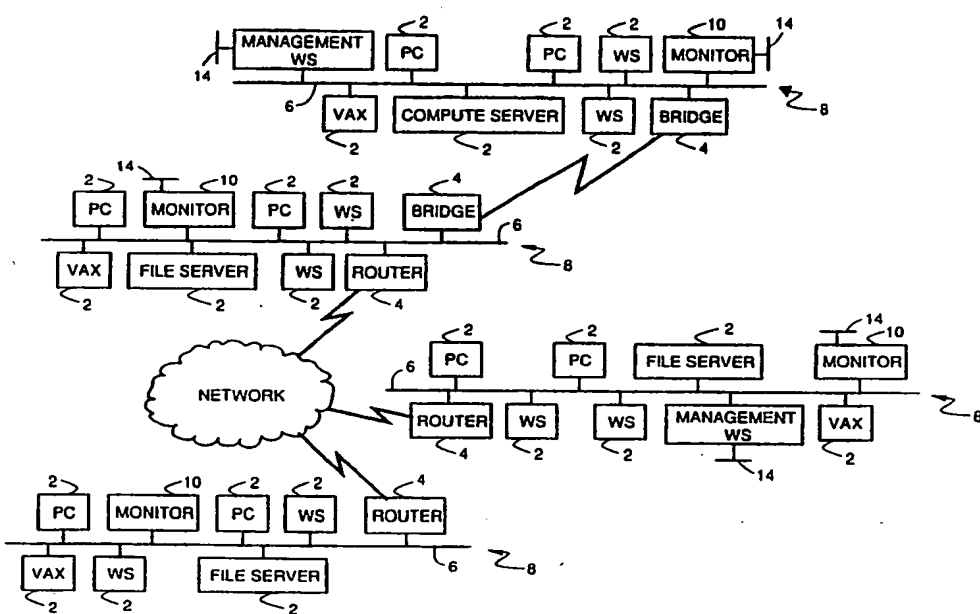 2 2 2 10 14
MANAGEMENT WS PC PC WS MONITOR
14 6 8
VAX COMPUTE SERVER WS BRIDGE
2 2 2 4
14
2 10 2 2 4
PC MONITOR PC WS BRIDGE
6 8
VAX FILE SERVER WS ROUTER
2 2 2 4
14
2 2 2 10
PC PC FILE SERVER MONITOR
6 8
NETWORK
ROUTER WS WS MANAGEMENT WS VAX
4 2 2 2
14
2 10 2 2 4
PC MONITOR PC WS ROUTER
6 8
VAX WS FILE SERVER
2 2 2